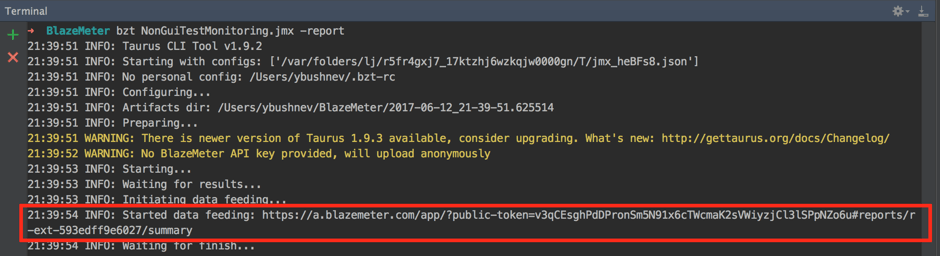 Terminal
→ BlazeMeter bzt NonGuiTestMonitoring.jmx -report
21:39:51 INFO: Taurus CLI Tool v1.9.2
21:39:51 INFO: Starting with configs: ['/var/folders/lj/r5fr4gxj7_17ktzhj6wzkqjw0000gn/T/jmx_heBFs8.json']
21:39:51 INFO: No personal config: /Users/ybushnev/.bzt-rc
21:39:51 INFO: Configuring...
21:39:51 INFO: Artifacts dir: /Users/ybushnev/BlazeMeter/2017-06-12_21-39-51.625514
21:39:51 INFO: Preparing...
21:39:51 WARNING: There is newer version of Taurus 1.9.3 available, consider upgrading. What's new: http://gettaurus.org/docs/Changelog/
21:39:52 WARNING: No BlazeMeter API key provided, will upload anonymously
21:39:53 INFO: Starting...
21:39:53 INFO: Waiting for results...
21:39:53 INFO: Initiating data feeding...
21:39:54 INFO: Started data feeding: https://a.blazemeter.com/app/?public-token=v3qCEsghPdDPronSm5N91x6cTWcmaK2sVWiyzjCl3lSPpNZo6u#reports/r
-ext-593edff9e6027/summary
21:39:54 INFO: Waiting for finish...